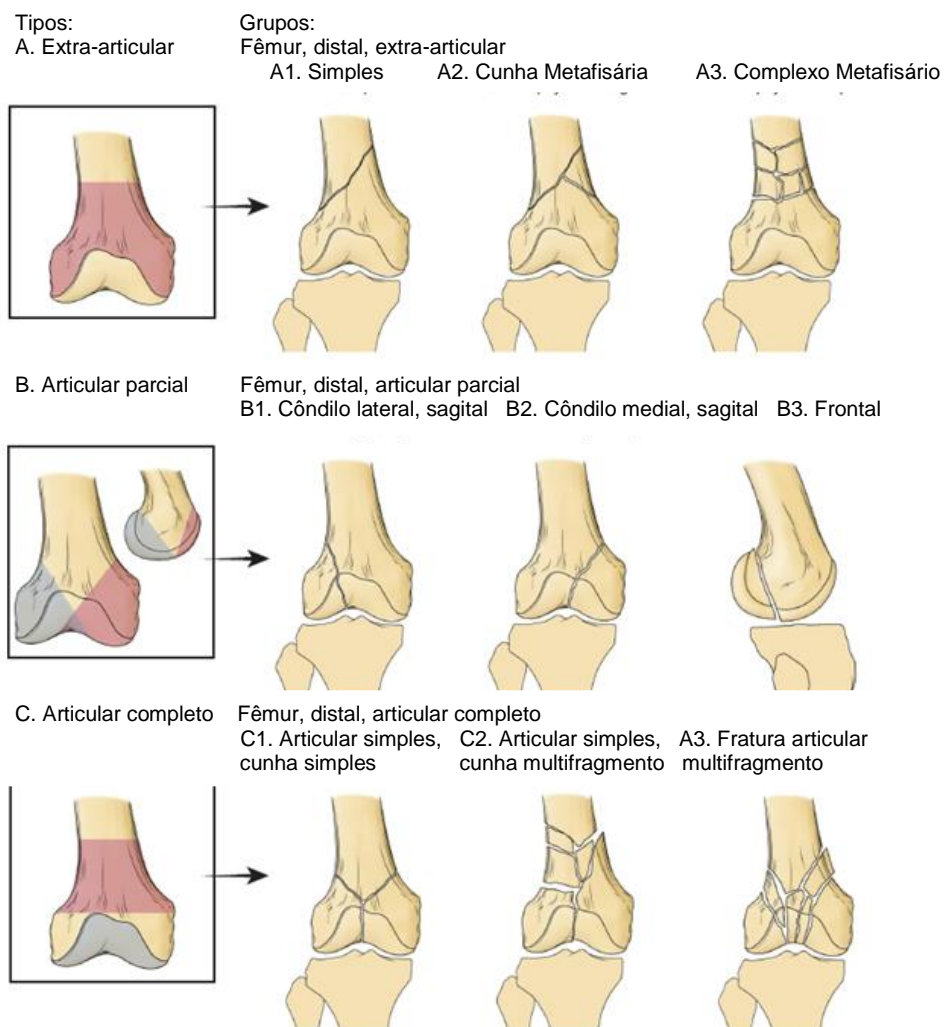 Tipos: Grupos:
A. Extra-articular Fêmur, distal, extra-articular
A1. Simples A2. Cunha Metafisária A3. Complexo Metafisário
B. Articular parcial Fêmur, distal, articular parcial
B1. Côndilo lateral, sagital B2. Côndilo medial, sagital B3. Frontal
C. Articular completo Fêmur, distal, articular completo
C1. Articular simples, C2. Articular simples, A3. Fratura articular
cunha simples cunha multifragmento multifragmento